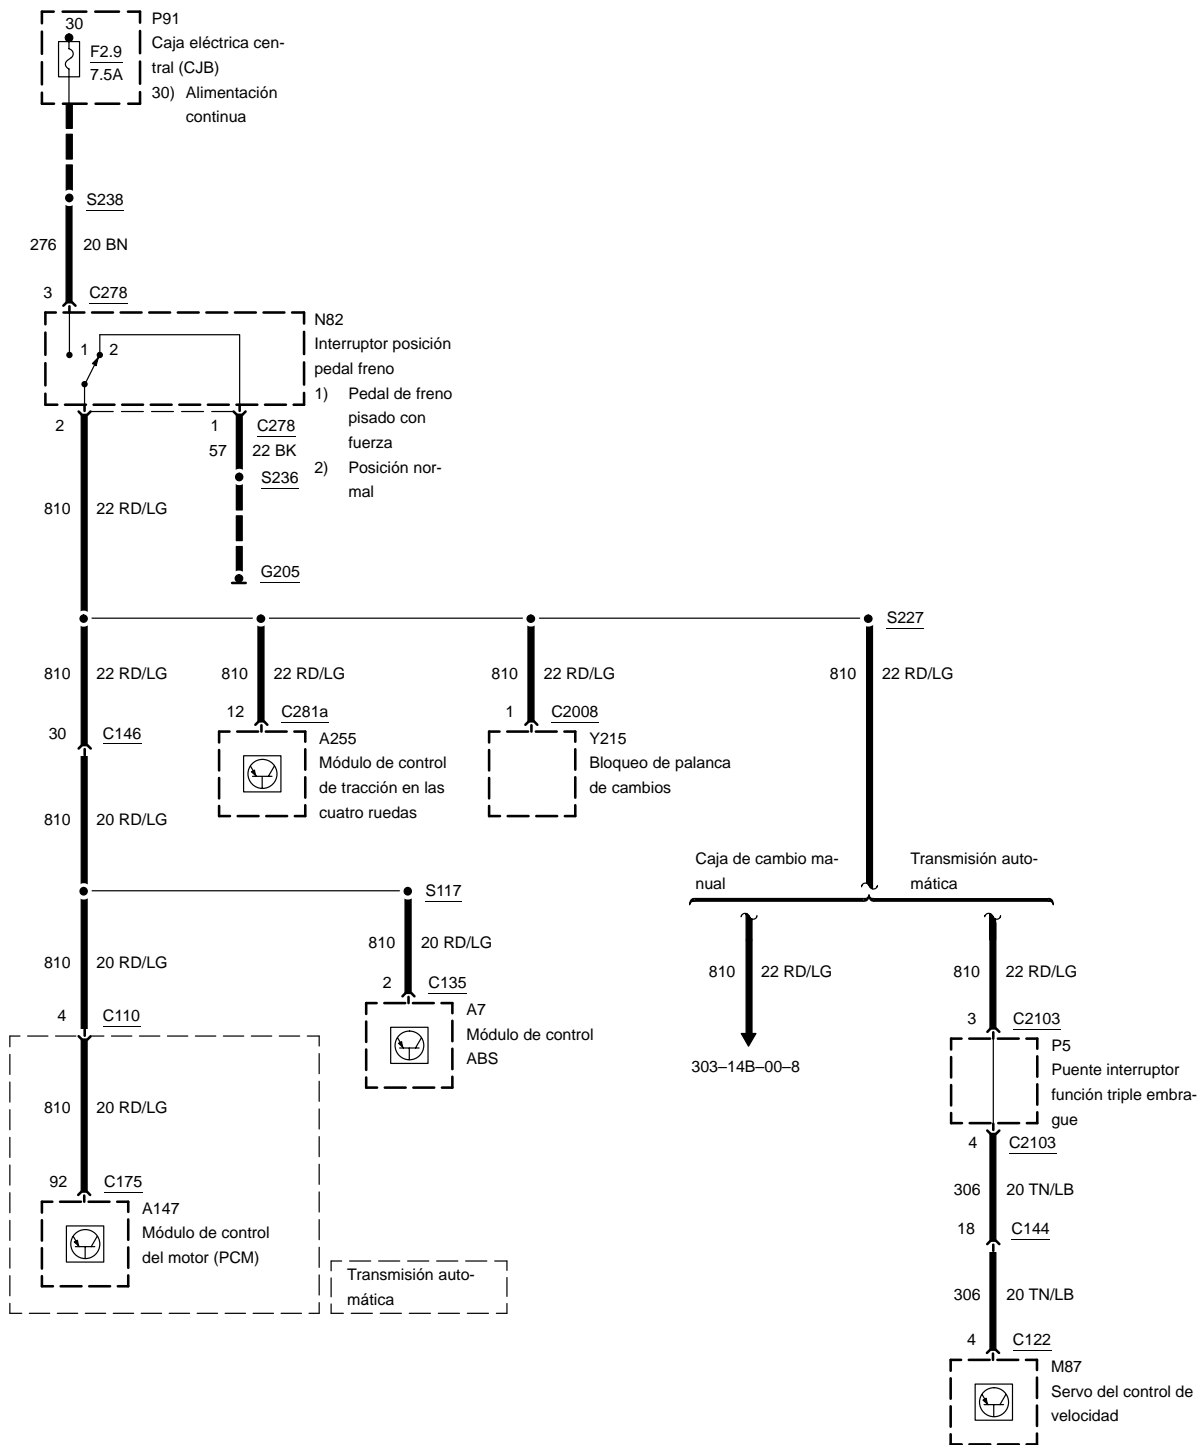 30
F2.9
7.5A
P91
Caja eléctrica cen-
tral (CJB)
30) Alimentación
continua
S238
276 20 BN
3 C278
1 2
N82
Interruptor posición
pedal freno
1) Pedal de freno
pisado con
fuerza
2) Posición nor-
mal
2 1 C278
57 22 BK
S236
810 22 RD/LG
G205
S227
810 22 RD/LG 810 22 RD/LG 810 22 RD/LG 810 22 RD/LG
12 C281a 1 C2008
30 C146
A255
Módulo de control
de tracción en las
cuatro ruedas
Y215
Bloqueo de palanca
de cambios
810 20 RD/LG
Caja de cambio ma-
nual
Transmisión auto-
mática
S117
810 20 RD/LG
810 20 RD/LG
810 22 RD/LG 810 22 RD/LG
2 C135
4 C110
3 C2103
A7
Módulo de control
ABS
303–14B–00–8
P5
Puente interruptor
función triple embra-
gue
810 20 RD/LG
4 C2103
92 C175
306 20 TN/LB
A147
Módulo de control
del motor (PCM)
18 C144
Transmisión auto-
mática
306 20 TN/LB
4 C122
M87
Servo del control de
velocidad